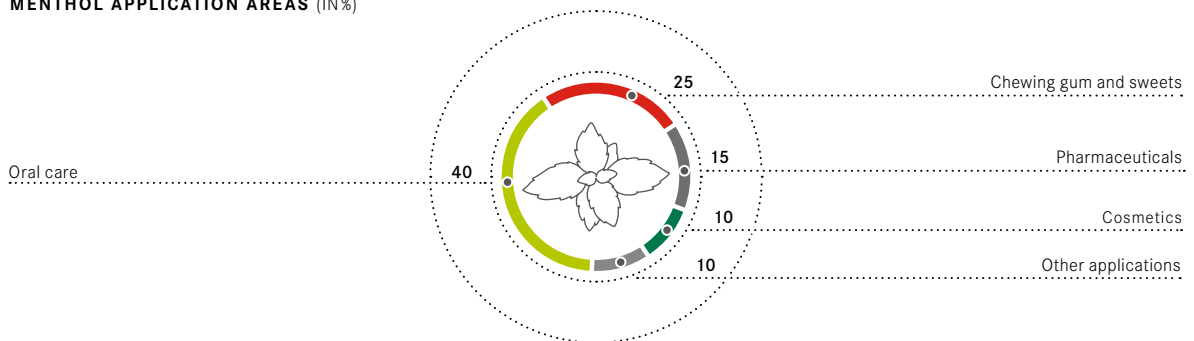 MENTHOL APPLICATION AREAS (IN %)
25 Chewing gum and sweets
15 Pharmaceuticals
Oral care 40
10 Cosmetics
10 Other applications